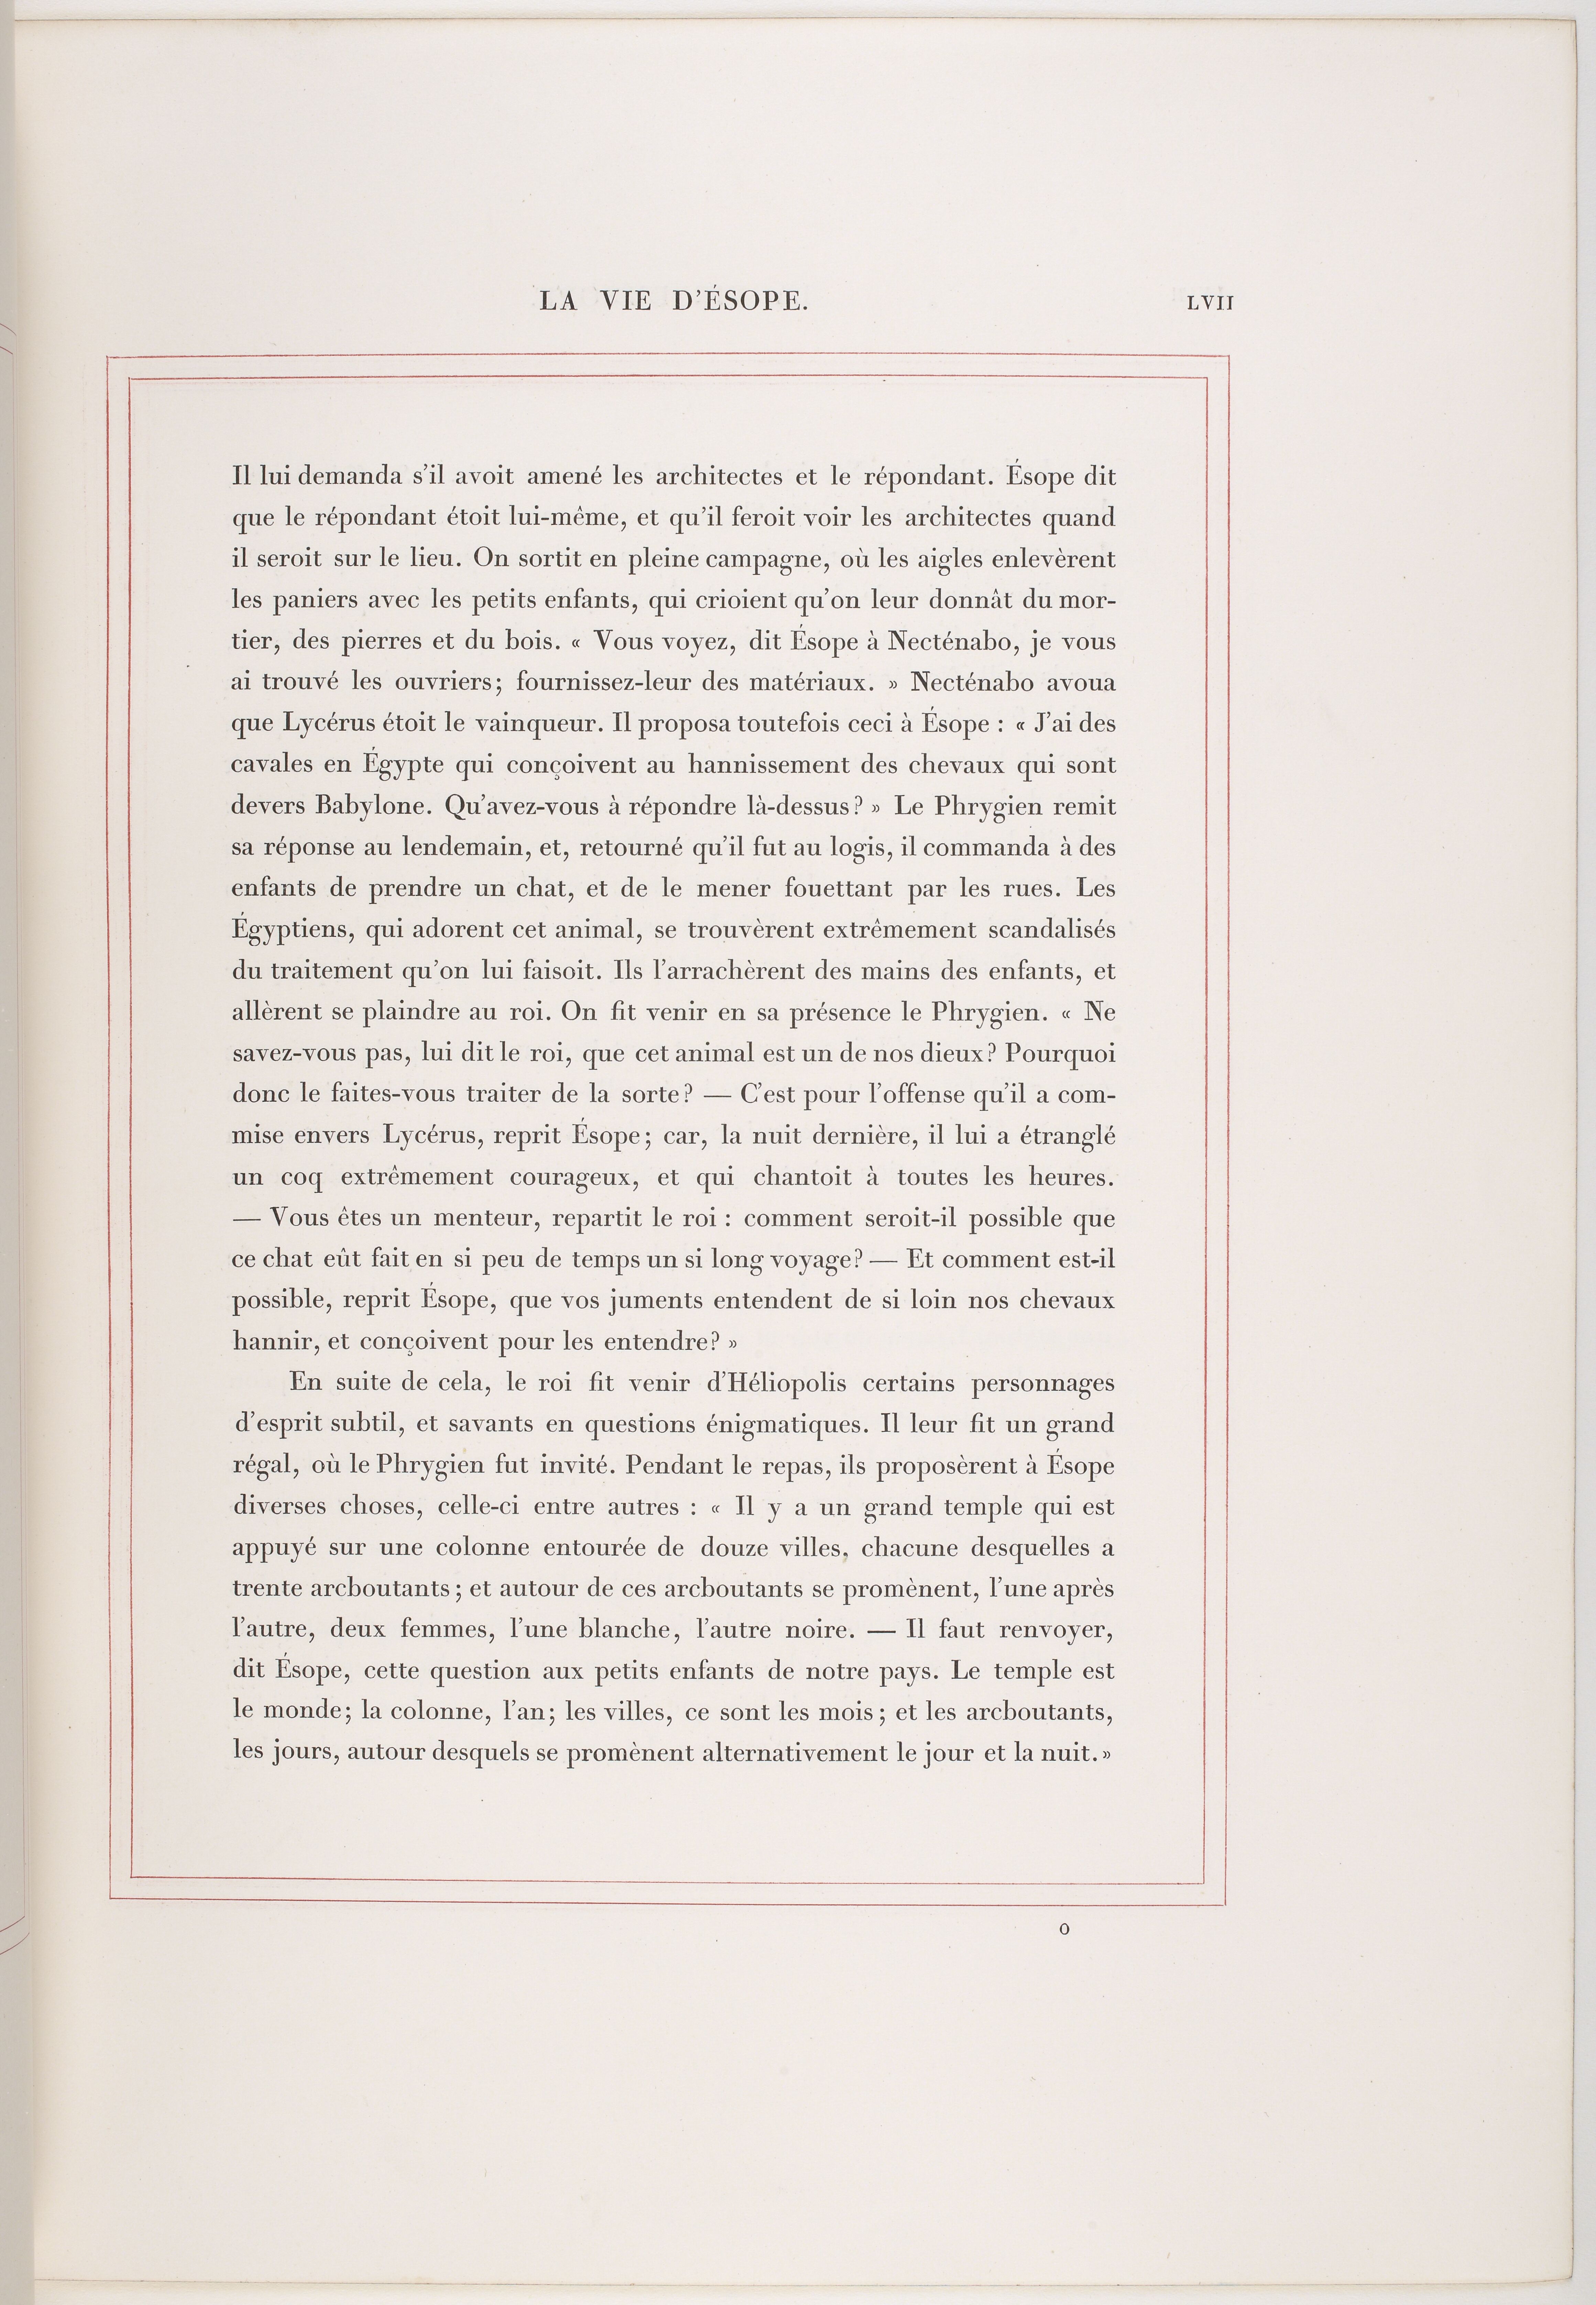 LA VIE D'ÉSOPE.
LVII
Il lui demanda s'il avoit amené les architectes et le répondant. Ésope dit
que le répondant étoit lui-même, et qu'il feroit voir les architectes quand
il seroit sur le lieu. On sortit en pleine campagne, où les aigles enlevèrent
les paniers avec les petits enfants, qui crioient qu'on leur donnât du mor-
tier, des pierres et du bois. « Vous voyez, dit Ésope à Necténabo, je vous
ai trouvé les ouvriers; fournissez-leur des matériaux. » Necténabo avoua
que Lycérus étoit le vainqueur. Il proposa toutefois ceci à Ésope : « J'ai des
cavales en Égypte qui conçoivent au hannissement des chevaux qui sont
devers Babylone. Qu'avez-vous à répondre là-dessus? » Le Phrygien remit
sa réponse au lendemain, et, retourné qu'il fut au logis, il commanda à des
enfants de prendre un chat, et de le mener fouettant par les rues. Les
Égyptiens, qui adorent cet animal, se trouvèrent extrêmement scandalisés
du traitement qu'on lui faisoit. Ils l'arrachèrent des mains des enfants, et
allèrent se plaindre au roi. On fit venir en sa présence le Phrygien. « Ne
savez-vous pas, lui dit le roi, que cet animal est un de nos dieux? Pourquoi
donc le faites-vous traiter de la sorte? — C'est pour l'offense qu'il a com-
mise envers Lycérus, reprit Ésope; car, la nuit dernière, il lui a étranglé
un coq extrêmement courageux, et qui chantoit à toutes les heures.
— Vous êtes un menteur, repartit le roi : comment seroit-il possible que
ce chat eût fait en si peu de temps un si long voyage? — Et comment est-il
possible, reprit Ésope, que vos juments entendent de si loin nos chevaux
hannir, et conçoivent pour les entendre? »
En suite de cela, le roi fit venir d'Héliopolis certains personnages
d'esprit subtil, et savants en questions énigmatiques. Il leur fit un grand
régal, où le Phrygien fut invité. Pendant le repas, ils proposèrent à Ésope
diverses choses, celle-ci entre autres : « Il y a un grand temple qui est
appuyé sur une colonne entourée de douze villes, chacune desquelles a
trente arcboutants; et autour de ces arcboutants se promènent, l'une après
l'autre, deux femmes, l'une blanche, l'autre noire. — Il faut renvoyer,
dit Ésope, cette question aux petits enfants de notre pays. Le temple est
le monde; la colonne, l'an; les villes, ce sont les mois; et les arcboutants,
les jours, autour desquels se promènent alternativement le jour et la nuit. »
o